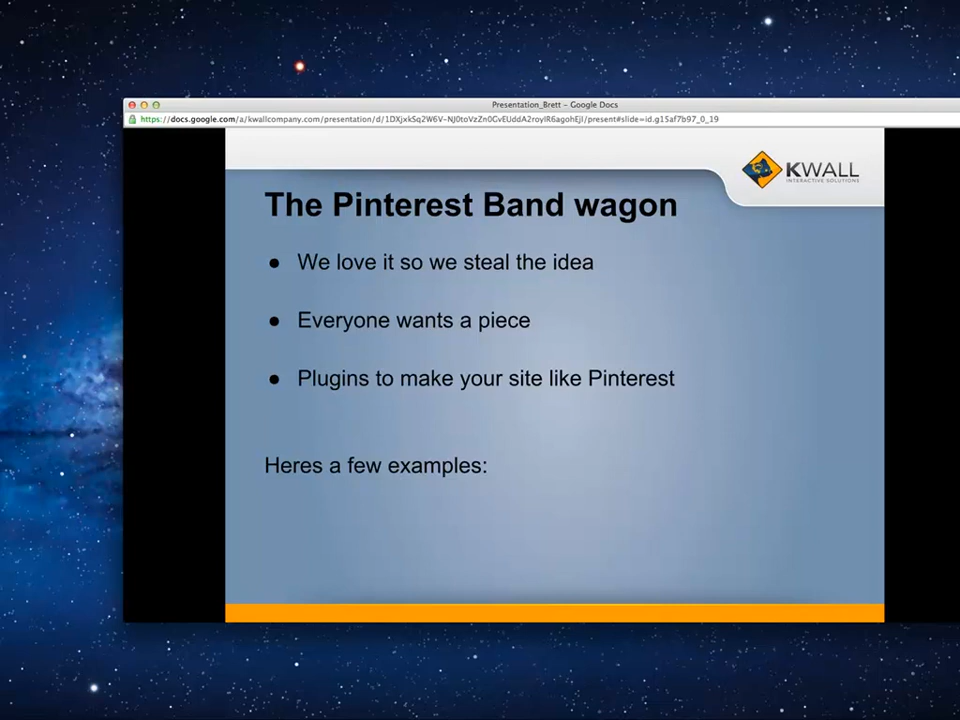 Presentation_Brett – Google Docs
https://docs.google.com/a/kwallcompany.com/presentation/d/1DXjxkSq2W6V-NJ0toVzZn0GvEUddA2royIR6agohEjI/present#slide=id.g15af7b97_0_19
KWALL
INTERACTIVE SOLUTIONS
The Pinterest Band wagon
● We love it so we steal the idea
● Everyone wants a piece
● Plugins to make your site like Pinterest
Heres a few examples: